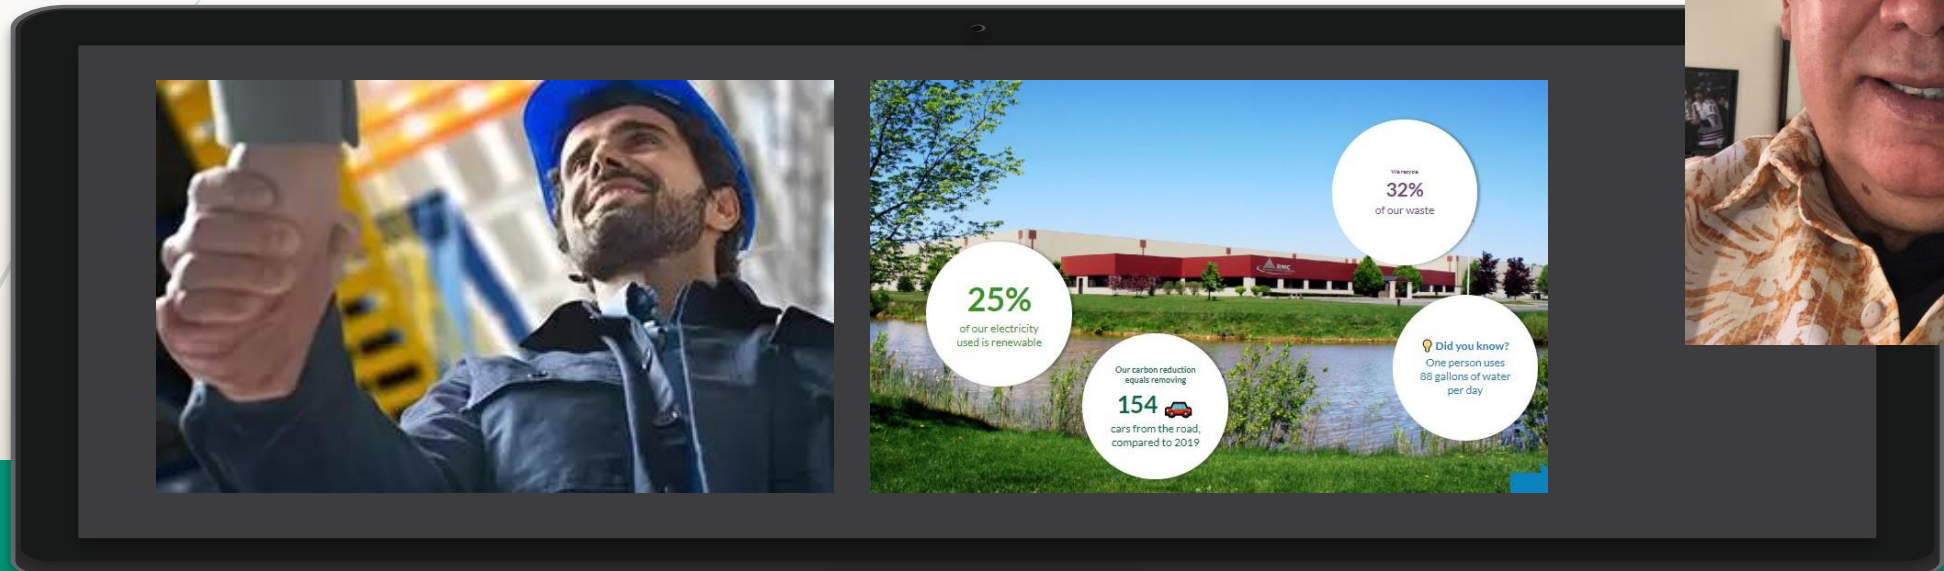 We recycle
32%
of our waste
25%
of our electricity
used is renewable
Our carbon reduction
equals removing
154
cars from the road,
compared to 2019
Did you know?
One person uses
88 gallons of water
per day